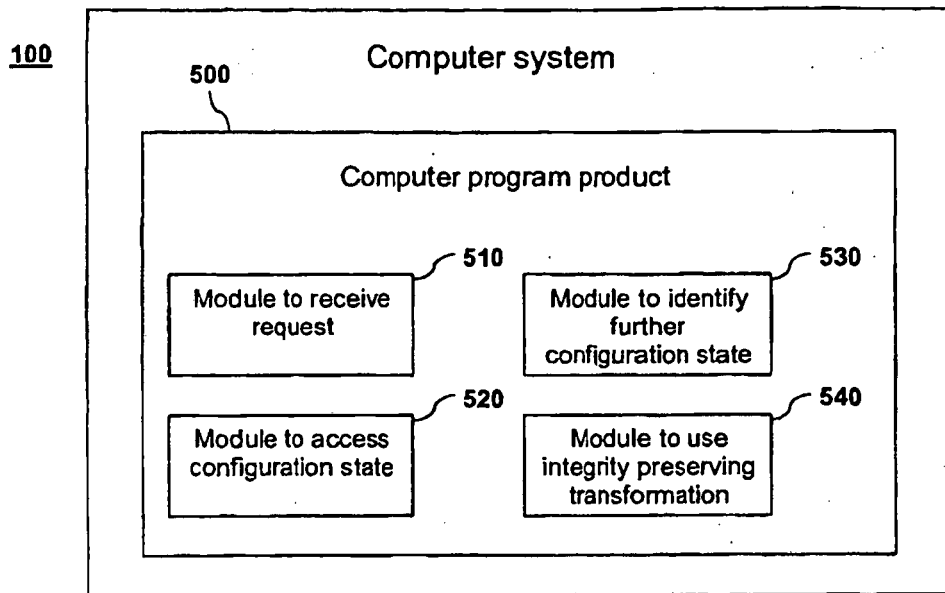 100
Computer system
500
Computer program product
510
Module to receive
request
530
Module to identify
further
configuration state
520
Module to access
configuration state
540
Module to use
integrity preserving
transformation